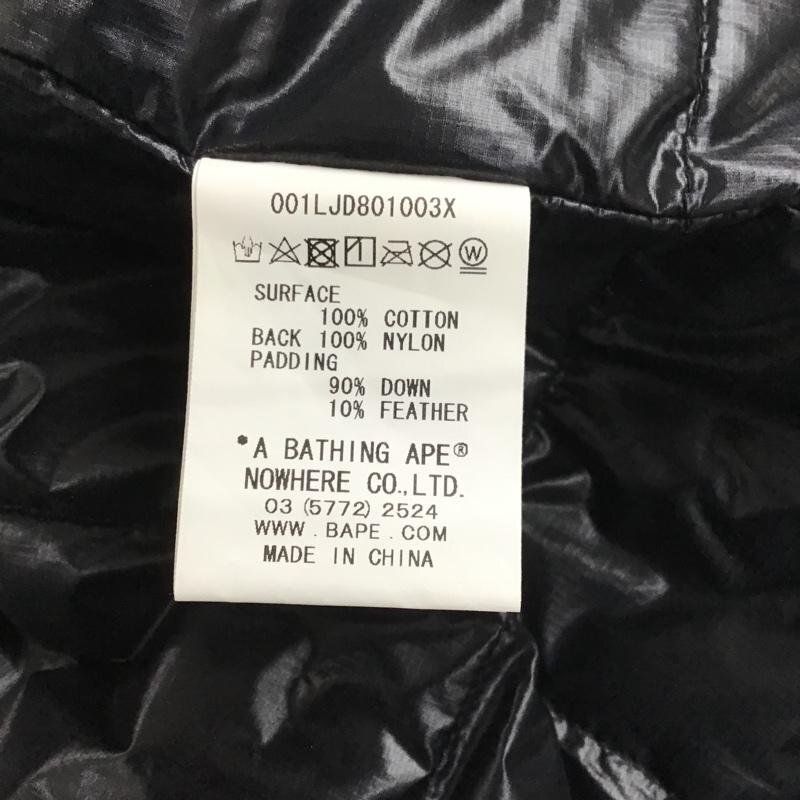 001LJD801003X
W
SURFACE
100% COTTON
BACK 100% NYLON
PADDING
90% DOWN
10% FEATHER
*A BATHING APE®
NOWHERE CO.,LTD.
03 (5772) 2524
WWW.BAPE.COM
MADE IN CHINA